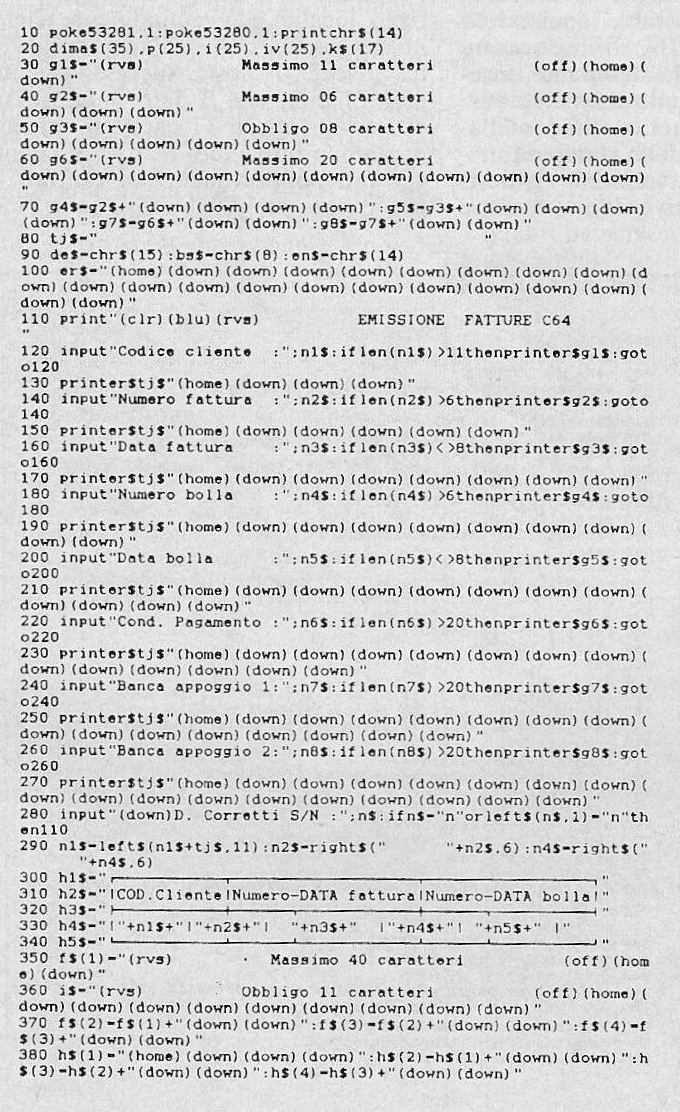 10 poke53281,1:poke53280,1:printchr$(14)
20 dima$(35),p(25),i(25),iv(25),k$(17)
30 g1$="(rvs)          Massimo 11 caratteri          (off)(home)(
down)"
40 g2$="(rvs)          Massimo 06 caratteri          (off)(home)(
down)(down)(down)"
50 g3$="(rvs)          Obbligo 08 caratteri          (off)(home)(
down)(down)(down)(down)(down)"
60 g6$="(rvs)          Massimo 20 caratteri          (off)(home)(
down)(down)(down)(down)(down)(down)(down)(down)(down)(down)(down)
"
70 g4$=g2$+"(down)(down)(down)(down)":g5$=g3$+"(down)(down)(down)
(down)":g7$=g6$+"(down)(down)":g8$=g7$+"(down)(down)"
80 tj$="                                       "
90 de$=chr$(15):bs$=chr$(8):en$=chr$(14)
100 er$="(home)(down)(down)(down)(down)(down)(down)(down)(down)(d
own)(down)(down)(down)(down)(down)(down)(down)(down)(down)(down)(
down)(down)"
110 print"(clr)(blu)(rvs)          EMISSIONE  FATTURE C64
"
120 input"Codice cliente  :";n1$:iflen(n1$)>11thenprinter$g1$:got
o120
130 printer$tj$"(home)(down)(down)(down)"
140 input"Numero fattura  :";n2$:iflen(n2$)>6thenprinter$g2$:goto
140
150 printer$tj$"(home)(down)(down)(down)(down)(down)"
160 input"Data fattura    :";n3$:iflen(n3$)<>8thenprinter$g3$:got
o160
170 printer$tj$"(home)(down)(down)(down)(down)(down)(down)(down)"
180 input"Numero bolla    :";n4$:iflen(n4$)>6thenprinter$g4$:goto
180
190 printer$tj$"(home)(down)(down)(down)(down)(down)(down)(down)(
down)(down)"
200 input"Data bolla      :";n5$:iflen(n5$)<>8thenprinter$g5$:got
o200
210 printer$tj$"(home)(down)(down)(down)(down)(down)(down)(down)(
down)(down)(down)(down)"
220 input"Cond. Pagamento :";n6$:iflen(n6$)>20thenprinter$g6$:got
o220
230 printer$tj$"(home)(down)(down)(down)(down)(down)(down)(down)(
down)(down)(down)(down)(down)(down)"
240 input"Banca appoggio 1:";n7$:iflen(n7$)>20thenprinter$g7$:got
o240
250 printer$tj$"(home)(down)(down)(down)(down)(down)(down)(down)(
down)(down)(down)(down)(down)(down)(down)(down)"
260 input"Banca appoggio 2:";n8$:iflen(n8$)>20thenprinter$g8$:got
o260
270 printer$tj$"(home)(down)(down)(down)(down)(down)(down)(down)(
down)(down)(down)(down)(down)(down)(down)(down)(down)(down)"
280 input"(down)D. Corretti S/N :";n$:ifn$="n"orleft$(n$,1)="n"th
en110
290 n1$=left$(n1$+tj$,11):n2$=right$("      "+n2$,6):n4$=right$("
      "+n4$,6)
300 h1$="┌───────────┬───────────────────┬─────────────────┐"
310 h2$="|COD.Cliente|Numero-DATA fattura|Numero-DATA bolla|"
320 h3$="├───────────┼───────────────────┼─────────────────┤"
330 h4$="|"+n1$+"|"+n2$+"|  "+n3$+"  |"+n4$+"| "+n5$+" |"
340 h5$="└───────────┴───────────────────┴─────────────────┘"
350 f$(1)="(rvs)          Massimo 40 caratteri          (off)(hom
e)(down)"
360 i$="(rvs)          Obbligo 11 caratteri          (off)(home)(
down)(down)(down)(down)(down)(down)(down)(down)(down)"
370 f$(2)=f$(1)+"(down)(down)":f$(3)=f$(2)+"(down)(down)":f$(4)=f
$(3)+"(down)(down)"
380 h$(1)="(home)(down)(down)(down)":h$(2)=h$(1)+"(down)(down)":h
$(3)=h$(2)+"(down)(down)":h$(4)=h$(3)+"(down)(down)"